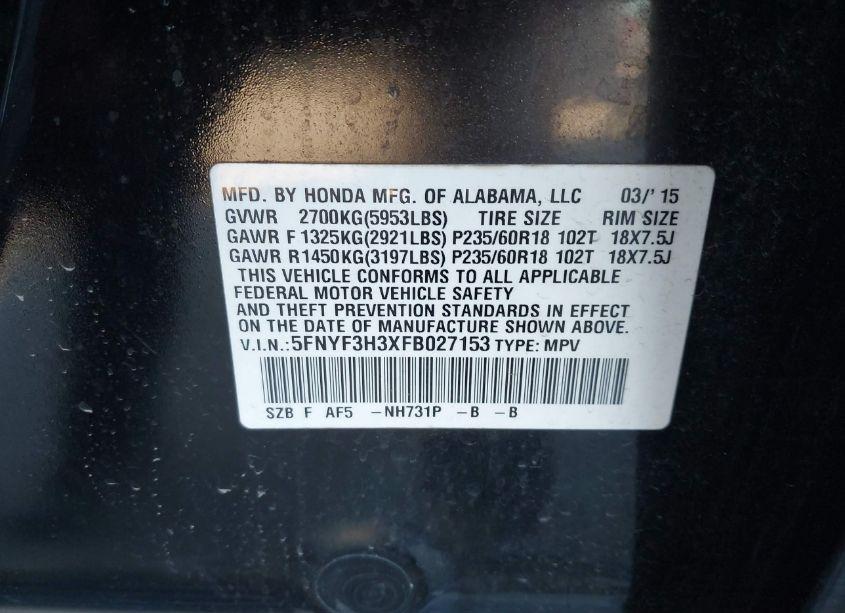 MFD. BY HONDA MFG. OF ALABAMA, LLC 03/'15
GVWR 2700KG(5953LBS) TIRE SIZE RIM SIZE
GAWR F 1325KG(2921LBS) P235/60R18 102T 18X7.5J
GAWR R1450KG(3197LBS) P235/60R18 102T 18X7.5J
THIS VEHICLE CONFORMS TO ALL APPLICABLE
FEDERAL MOTOR VEHICLE SAFETY
AND THEFT PREVENTION STANDARDS IN EFFECT
ON THE DATE OF MANUFACTURE SHOWN ABOVE.
V.I.N.:5FNYF3H3XFB027153 TYPE: MPV
SZB F AF5 -NH731P -B -B